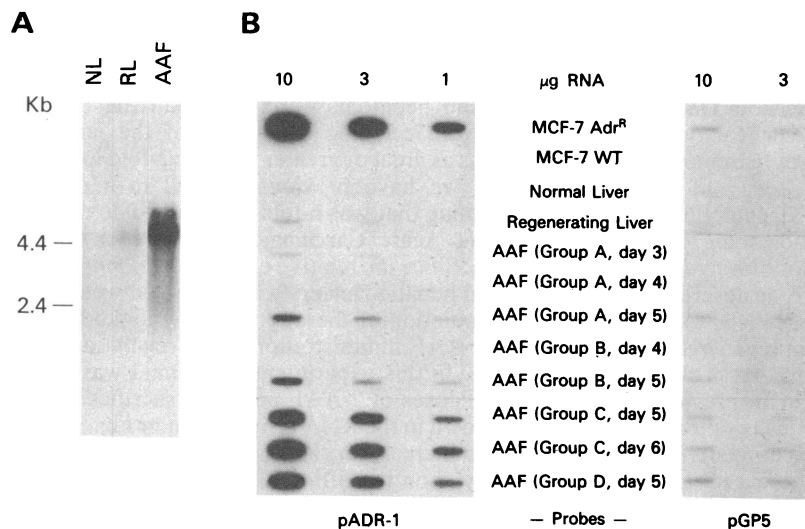 A
B
NL RL AAF
Kb
4.4 —
2.4 —
10 3 1 μg RNA 10 3
MCF-7 Adrᴿ
MCF-7 WT
Normal Liver
Regenerating Liver
AAF (Group A, day 3)
AAF (Group A, day 4)
AAF (Group A, day 5)
AAF (Group B, day 4)
AAF (Group B, day 5)
AAF (Group C, day 5)
AAF (Group C, day 6)
AAF (Group D, day 5)
pADR-1 — Probes — pGP5